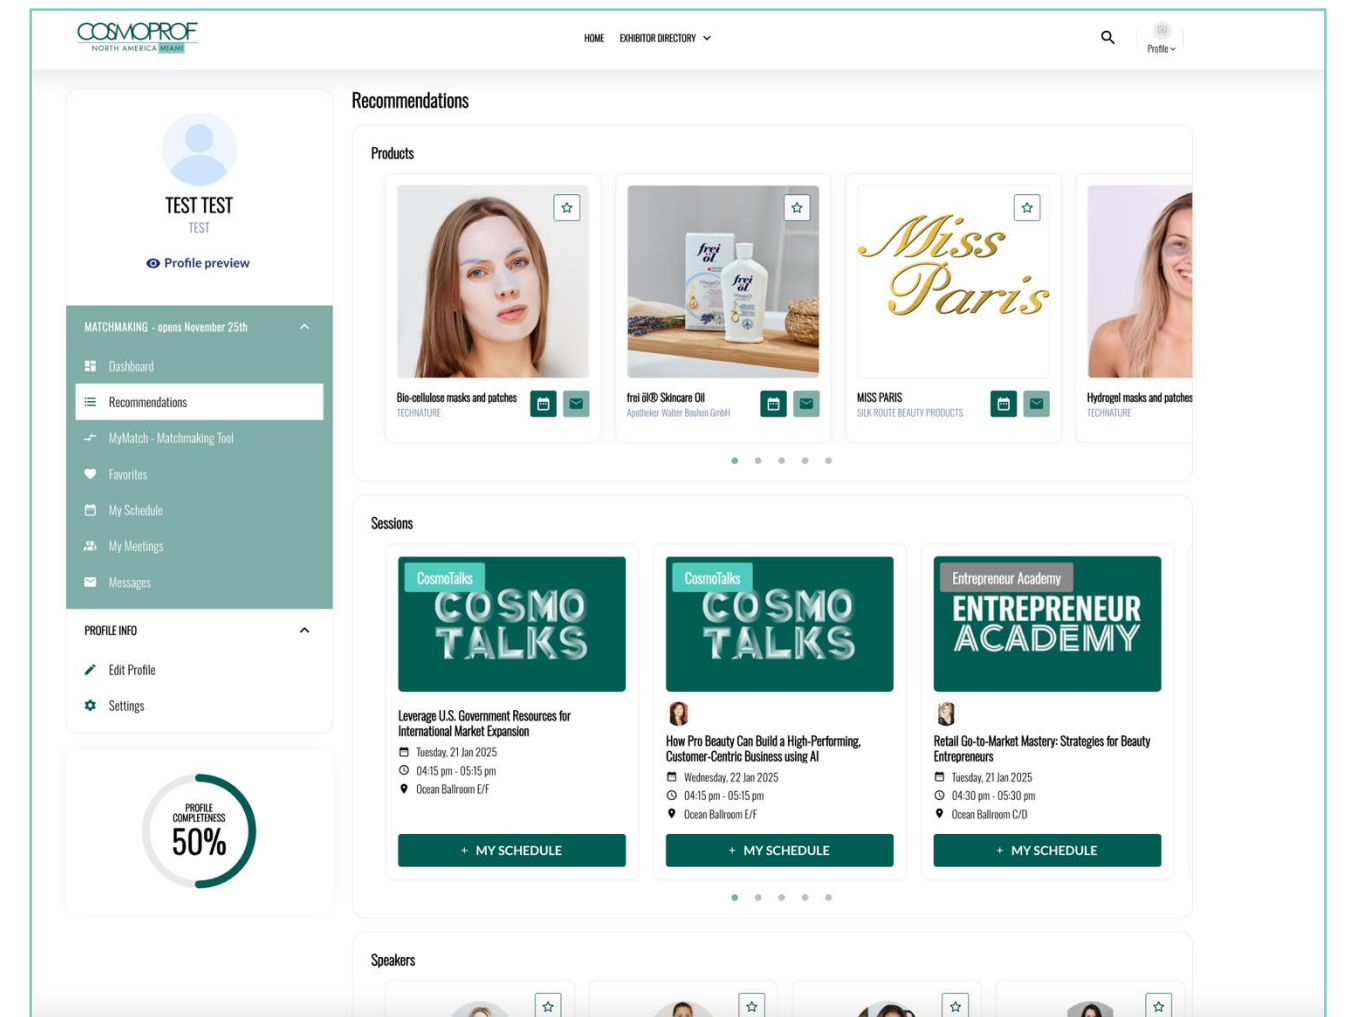 COSMOPROF
NORTH AMERICA MIAMI
HOME EXHIBITOR DIRECTORY
Profile
TEST TEST
TEST
Profile preview
MATCHMAKING - opens November 25th
Dashboard
Recommendations
MyMatch - Matchmaking Tool
Favorites
My Schedule
My Meetings
Messages
PROFILE INFO
Edit Profile
Settings
PROFILE
COMPLETENESS
50%
Recommendations
Products
frei
öl
frei
öl
Bio-cellulose masks and patches
TECHNATURE
frei öl® Skincare Oil
Apotheker Walter Bouhon GmbH
Miss
Paris
MISS PARIS
SILK ROUTE BEAUTY PRODUCTS
Hydrogel masks and patches
TECHNATURE
Sessions
CosmoTalks
COSMO
TALKS
Leverage U.S. Government Resources for
International Market Expansion
Tuesday, 21 Jan 2025
04:15 pm - 05:15 pm
Ocean Ballroom E/F
+ MY SCHEDULE
CosmoTalks
COSMO
TALKS
How Pro Beauty Can Build a High-Performing,
Customer-Centric Business using AI
Wednesday, 22 Jan 2025
04:15 pm - 05:15 pm
Ocean Ballroom E/F
+ MY SCHEDULE
Entrepreneur Academy
ENTREPRENEUR
ACADEMY
Retail Go-to-Market Mastery: Strategies for Beauty
Entrepreneurs
Tuesday, 21 Jan 2025
04:30 pm - 05:30 pm
Ocean Ballroom C/D
+ MY SCHEDULE
Speakers